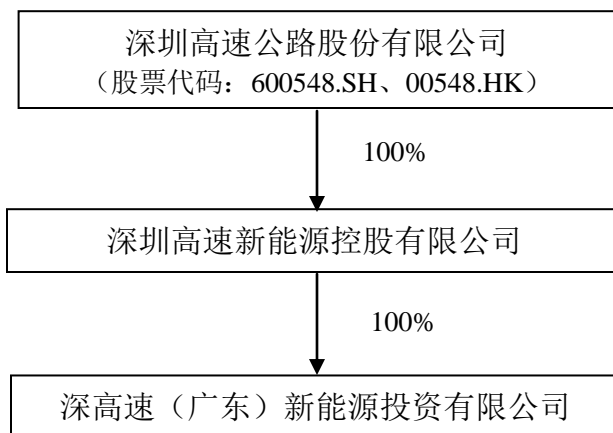 深圳高速公路股份有限公司
（股票代码：600548.SH、00548.HK）
100%
深圳高速新能源控股有限公司
100%
深高速（广东）新能源投资有限公司